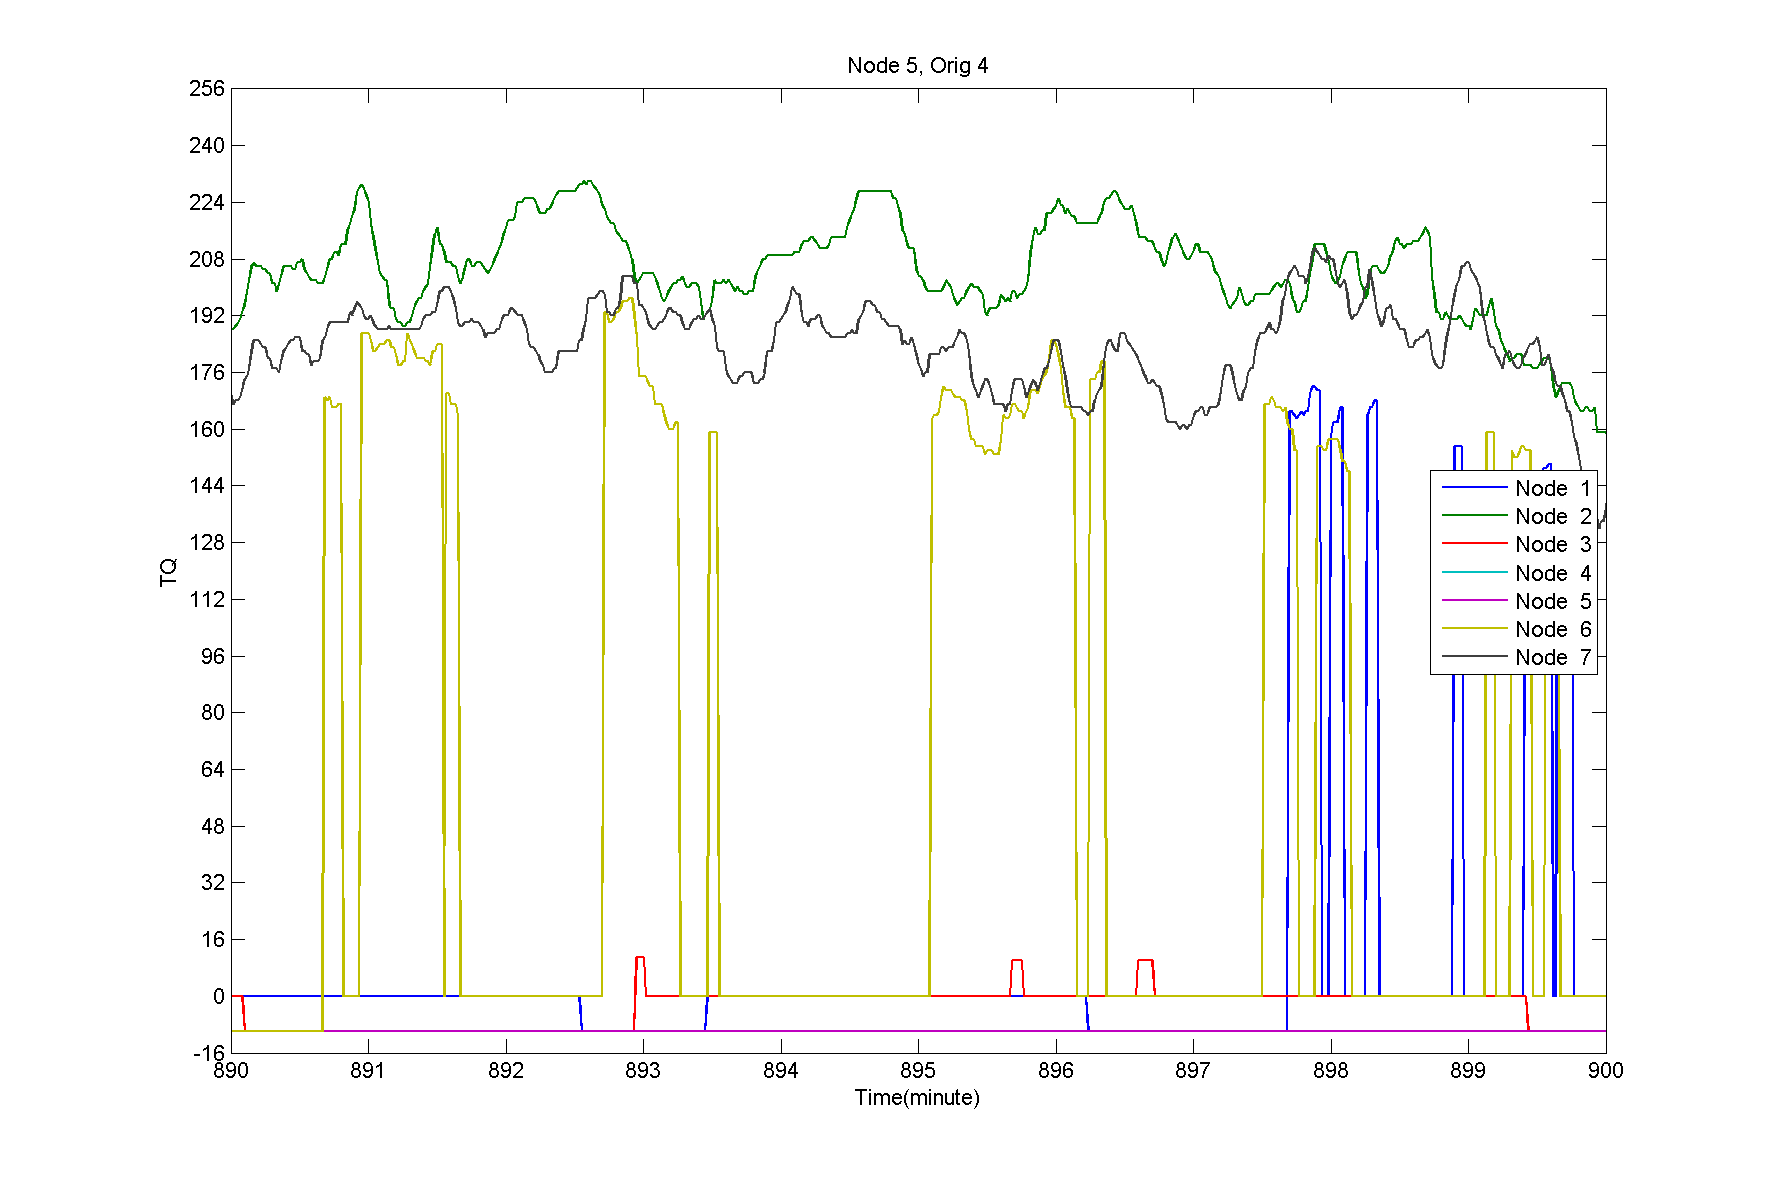 Node 5, Orig 4
256
240
224
208
192
176
160
144
128
112
96
80
64
48
32
16
0
-16
TQ
Node 1
Node 2
Node 3
Node 4
Node 5
Node 6
Node 7
890 891 892 893 894 895 896 897 898 899 900
Time(minute)